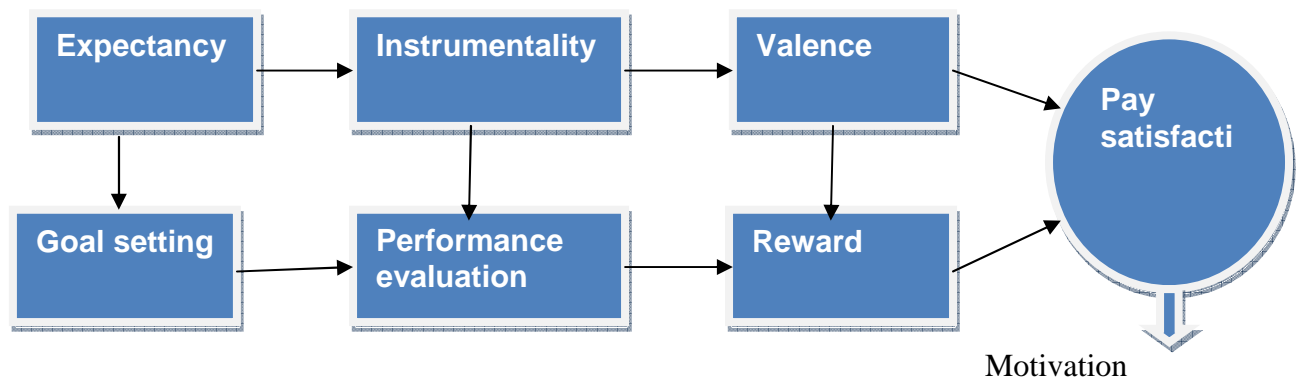 Expectancy
Instrumentality
Valence
Pay
satisfacti
Goal setting
Performance
evaluation
Reward
Motivation